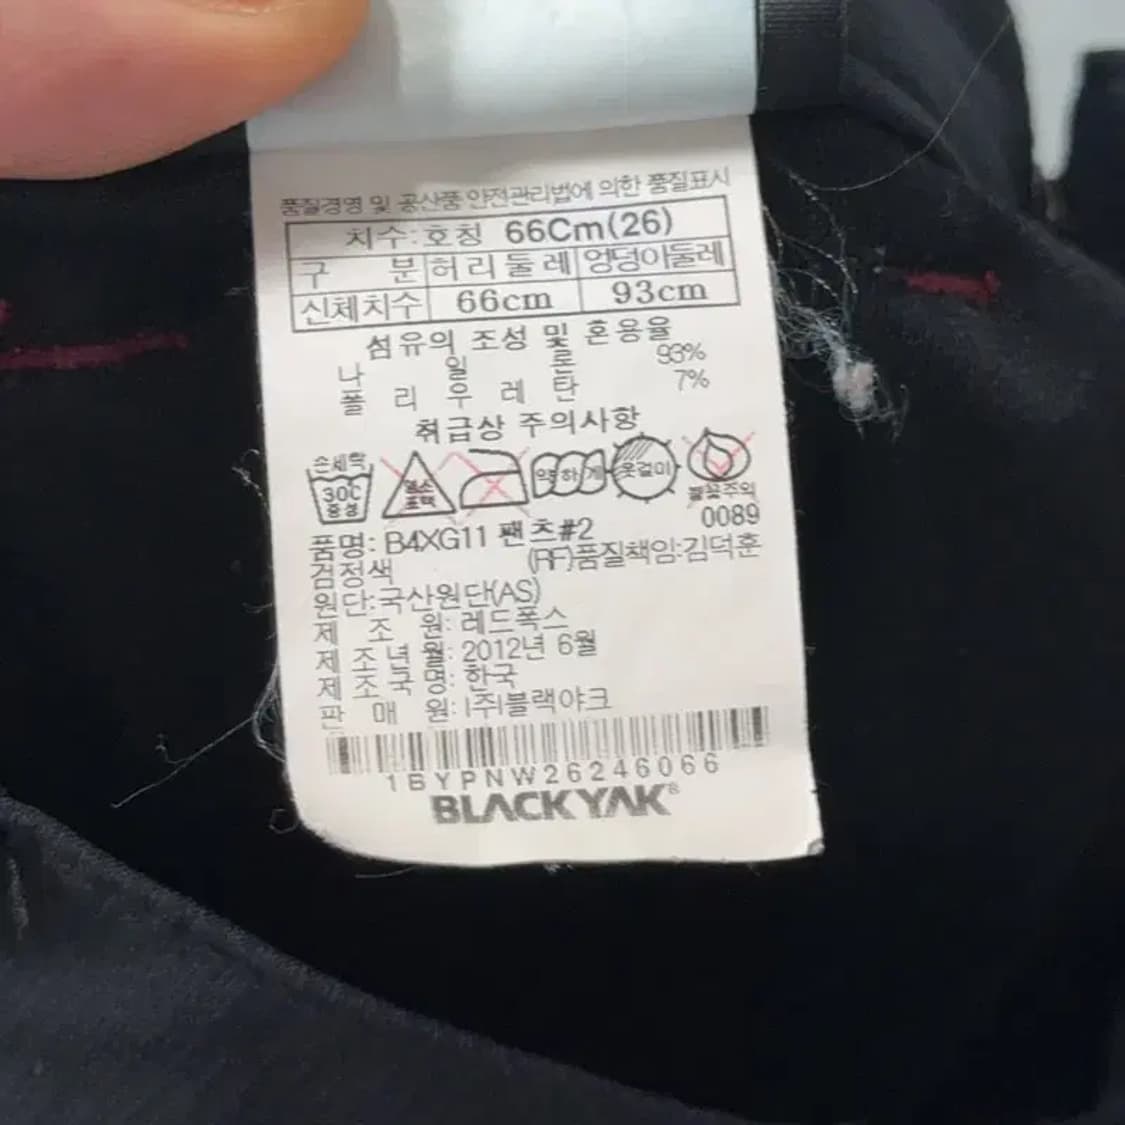 품질경영 및 공산품 안전관리법에 의한 품질표시
치수:호칭 66Cm(26)
구 분 허리둘레 엉덩이둘레
신체치수 66cm 93cm
섬유의 조성 및 혼용율
나 일 론 93%
폴 리 우 레 탄 7%
취급상 주의사항
손세탁
30℃ 중성
염소 표백
약하게
옷걸이
불꽃주의
0089
품명: B4XG11 팬츠#2
검정색 (RF)품질책임:김덕훈
원단:국산원단(AS)
제 조 원: 레드폭스
제 조 년 월: 2012년 6월
제 조 국 명: 한국
판 매 원: (주)블랙야크
1BYPNW26246066
BLACKYAK®